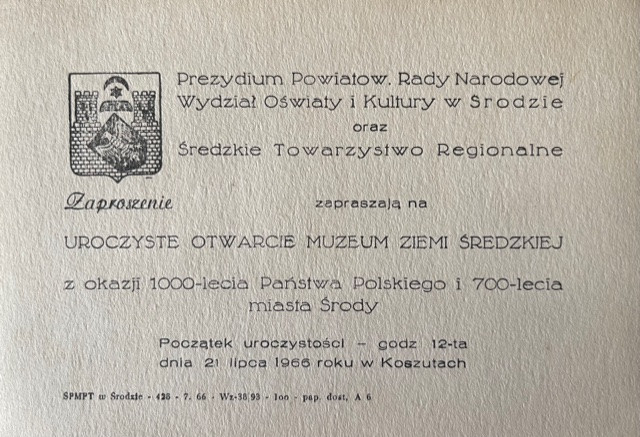 Prezydium Powiatow. Rady Narodowej
Wydział Oświaty i Kultury w Srodzie
oraz
Średzkie Towarzystwo Regionalne
Zaproszenie zapraszają na
UROCZYSTE OTWARCIE MUZEUM ZIEMI ŚREDZKIEJ
z okazji 1000-lecia Państwa Polskiego i 700-lecia
miasta Środy
Początek uroczystości – godz 12-ta
dnia 21 lipca 1966 roku w Koszutach
SPMPT w Środzie - 428 - 7. 66 - Wz-38/93 - 100 - pap. dost. A 6